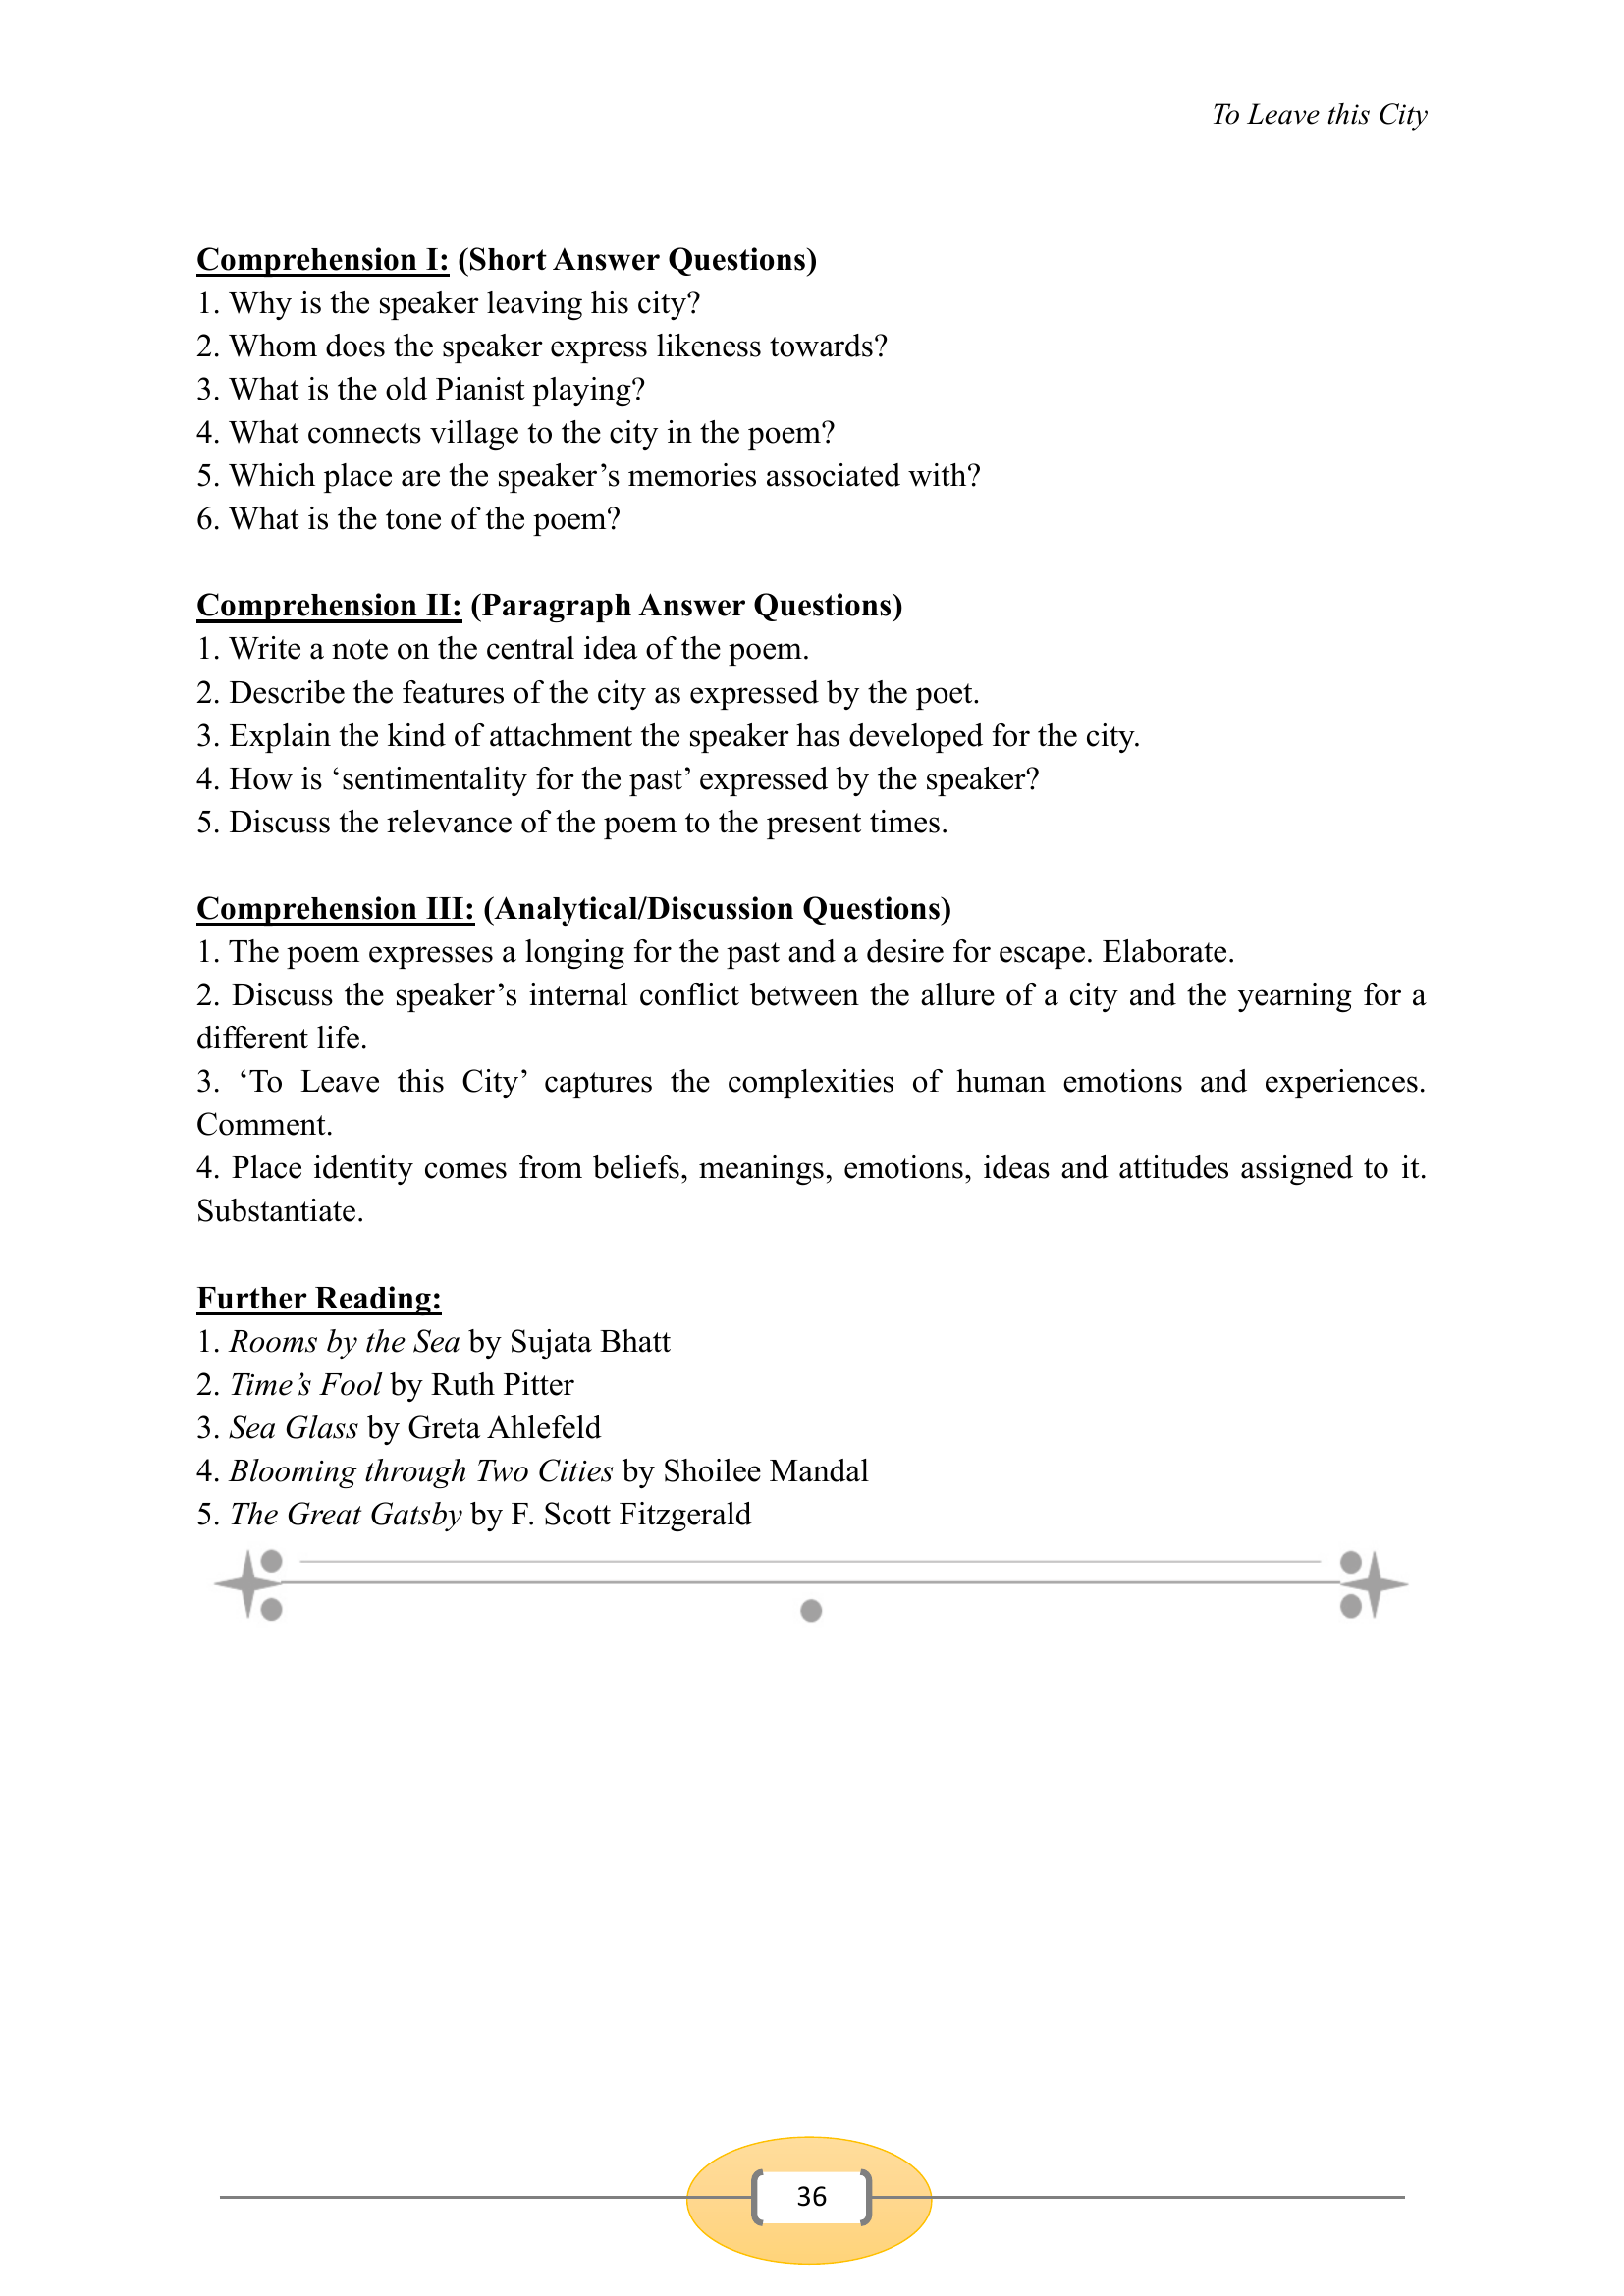 To Leave this City
Comprehension I: (Short Answer Questions)
1. Why is the speaker leaving his city?
2. Whom does the speaker express likeness towards?
3. What is the old Pianist playing?
4. What connects village to the city in the poem?
5. Which place are the speaker’s memories associated with?
6. What is the tone of the poem?
Comprehension II: (Paragraph Answer Questions)
1. Write a note on the central idea of the poem.
2. Describe the features of the city as expressed by the poet.
3. Explain the kind of attachment the speaker has developed for the city.
4. How is ‘sentimentality for the past’ expressed by the speaker?
5. Discuss the relevance of the poem to the present times.
Comprehension III: (Analytical/Discussion Questions)
1. The poem expresses a longing for the past and a desire for escape. Elaborate.
2. Discuss the speaker’s internal conflict between the allure of a city and the yearning for a
different life.
3. ‘To Leave this City’ captures the complexities of human emotions and experiences.
Comment.
4. Place identity comes from beliefs, meanings, emotions, ideas and attitudes assigned to it.
Substantiate.
Further Reading:
1. Rooms by the Sea by Sujata Bhatt
2. Time’s Fool by Ruth Pitter
3. Sea Glass by Greta Ahlefeld
4. Blooming through Two Cities by Shoilee Mandal
5. The Great Gatsby by F. Scott Fitzgerald
36